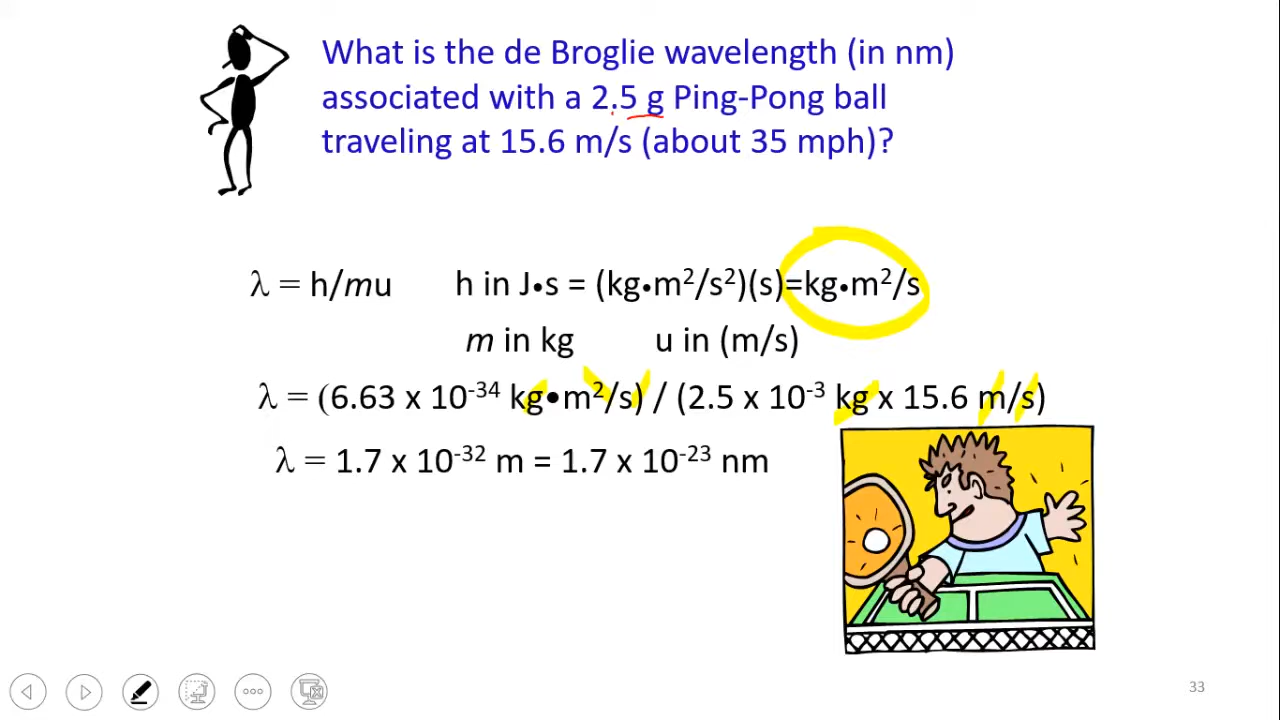 What is the de Broglie wavelength (in nm)
associated with a 2.5 g Ping-Pong ball
traveling at 15.6 m/s (about 35 mph)?
λ = h/mu h in J•s = (kg•m²/s²)(s)=kg•m²/s
m in kg u in (m/s)
λ = (6.63 x 10⁻³⁴ kg•m²/s) / (2.5 x 10⁻³ kg x 15.6 m/s)
λ = 1.7 x 10⁻³² m = 1.7 x 10⁻²³ nm
33